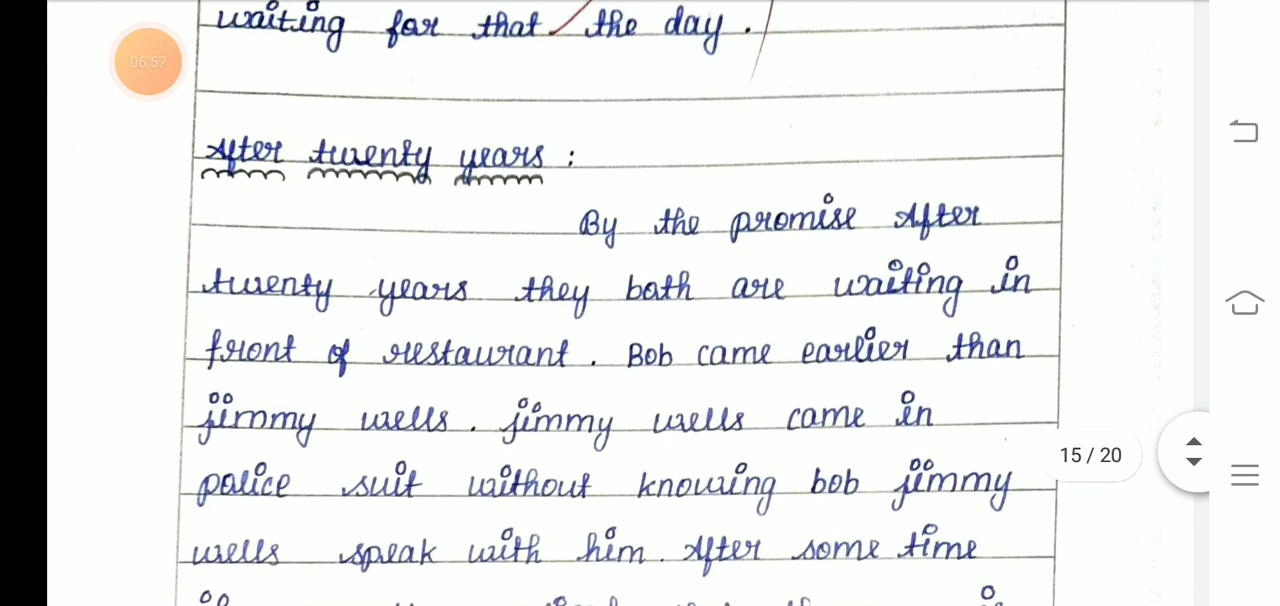 waiting for that the day.
06:57
After twenty years :
By the promise After
twenty years they both are waiting in
front of restaurant. Bob came earlier than
jimmy wells. jimmy wells came in
police suit without knowing bob jimmy
wells speak with him. After some time
15 / 20